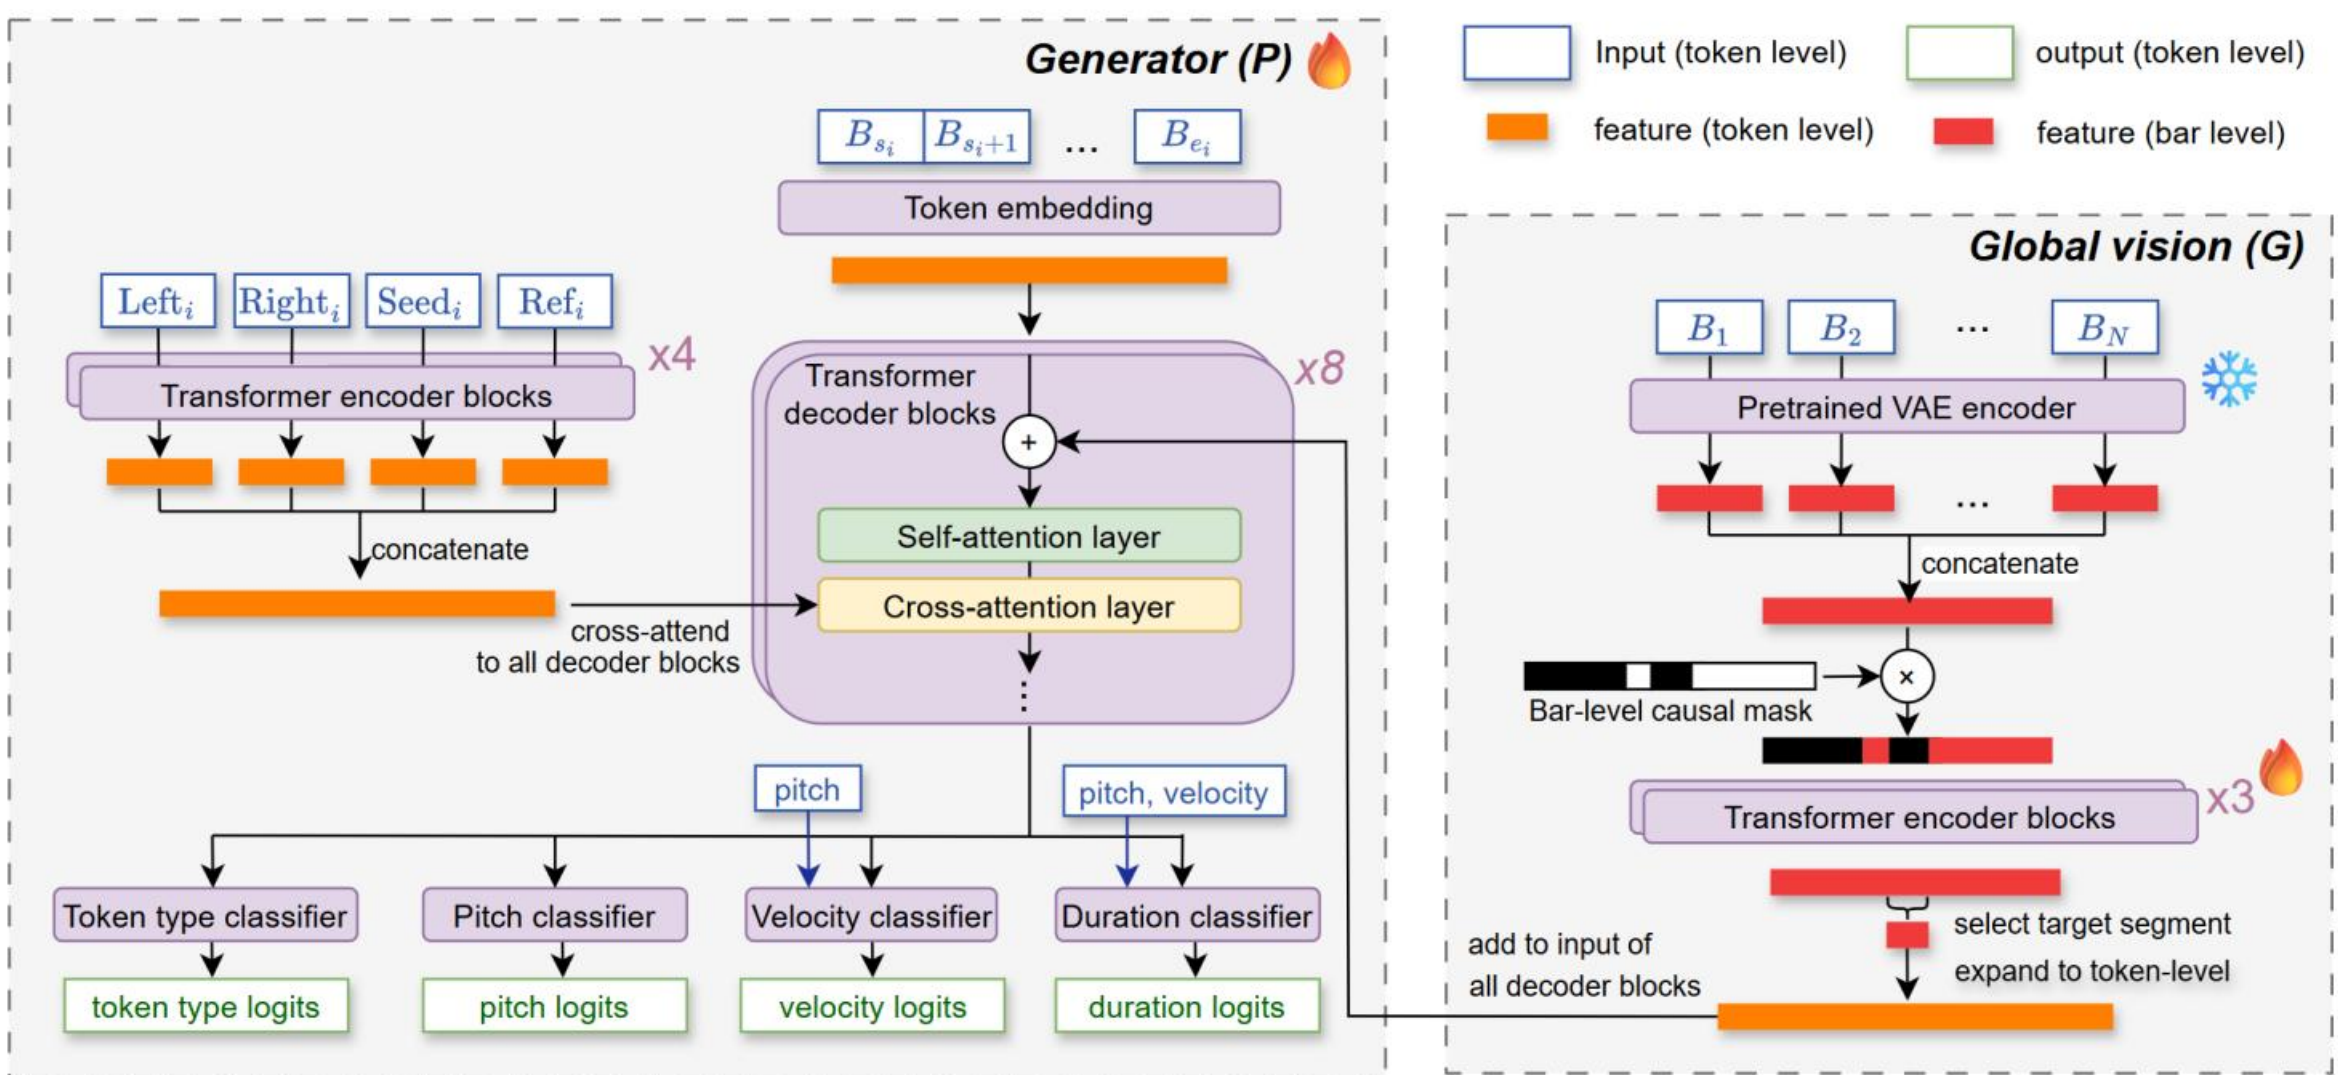 Generator (P)
Input (token level)
output (token level)
feature (token level)
feature (bar level)
B_{s_i} B_{s_i+1} ... B_{e_i}
Token embedding
Left_i Right_i Seed_i Ref_i
x4
Transformer encoder blocks
concatenate
cross-attend
to all decoder blocks
Transformer
decoder blocks
x8
+
Self-attention layer
Cross-attention layer
⋮
pitch
pitch, velocity
Token type classifier
Pitch classifier
Velocity classifier
Duration classifier
token type logits
pitch logits
velocity logits
duration logits
Global vision (G)
B_1 B_2 ... B_N
Pretrained VAE encoder
...
concatenate
×
Bar-level causal mask
Transformer encoder blocks
x3
select target segment
expand to token-level
add to input of
all decoder blocks